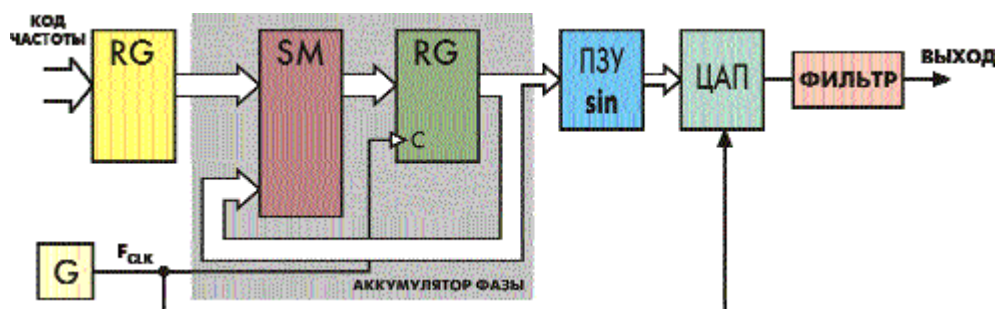 КОД
ЧАСТОТЫ
RG
SM
RG
C
ПЗУ
sin
ЦАП
ФИЛЬТР
ВЫХОД
G
FCLK
АККУМУЛЯТОР ФАЗЫ